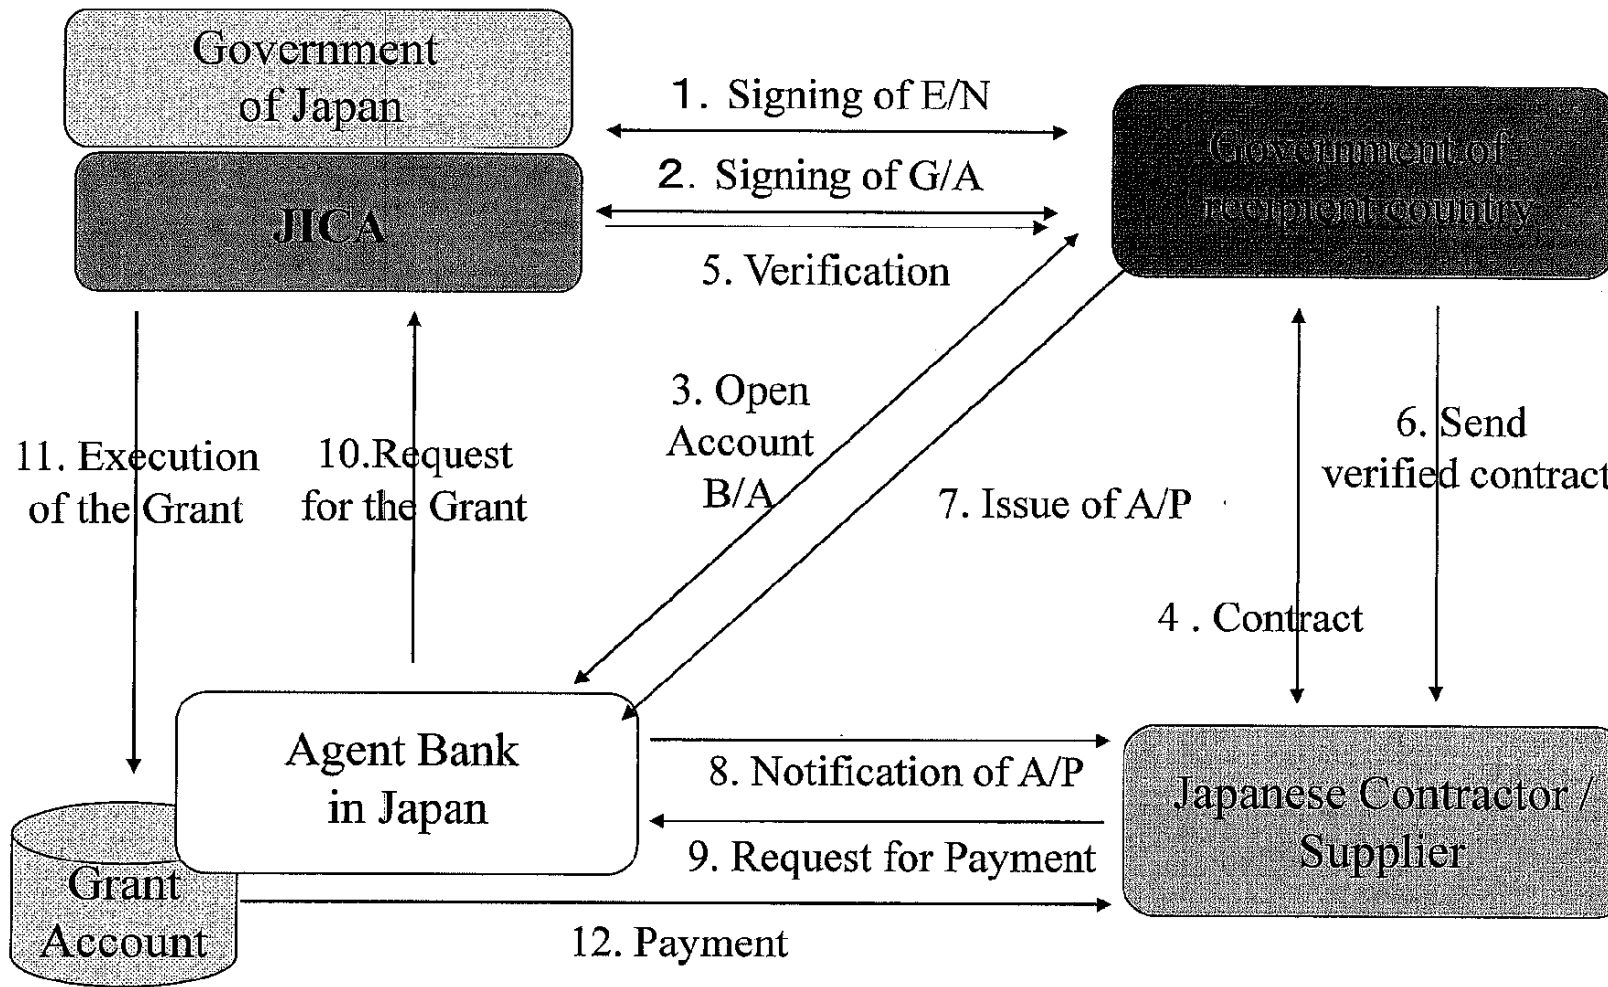 Government
of Japan
1. Signing of E/N
Government of
recipient country
JICA
2. Signing of G/A
5. Verification
3. Open
Account
B/A
6. Send
verified contract
11. Execution
of the Grant
10.Request
for the Grant
7. Issue of A/P
4 . Contract
Agent Bank
in Japan
8. Notification of A/P
Japanese Contractor /
Supplier
9. Request for Payment
Grant
Account
12. Payment